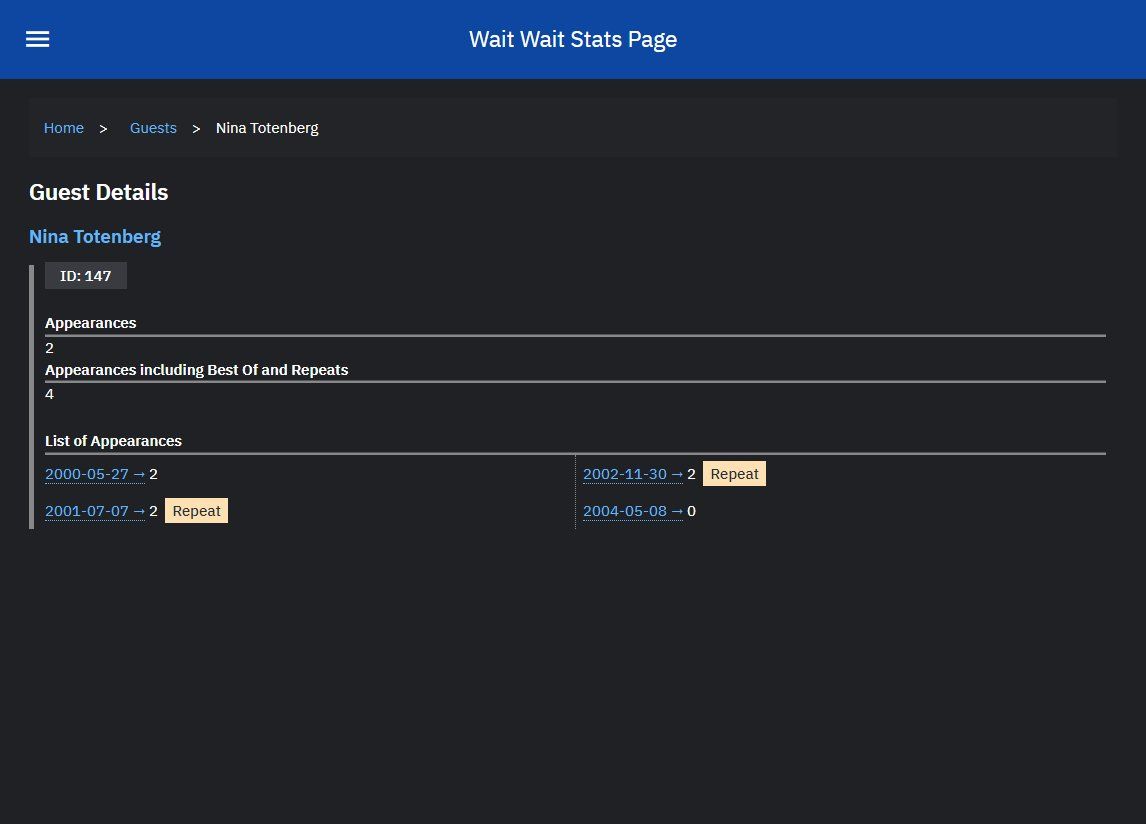 Wait Wait Stats Page
Home > Guests > Nina Totenberg
Guest Details
Nina Totenberg
ID: 147
Appearances
2
Appearances including Best Of and Repeats
4
List of Appearances
2000-05-27 → 2
2001-07-07 → 2 Repeat
2002-11-30 → 2 Repeat
2004-05-08 → 0